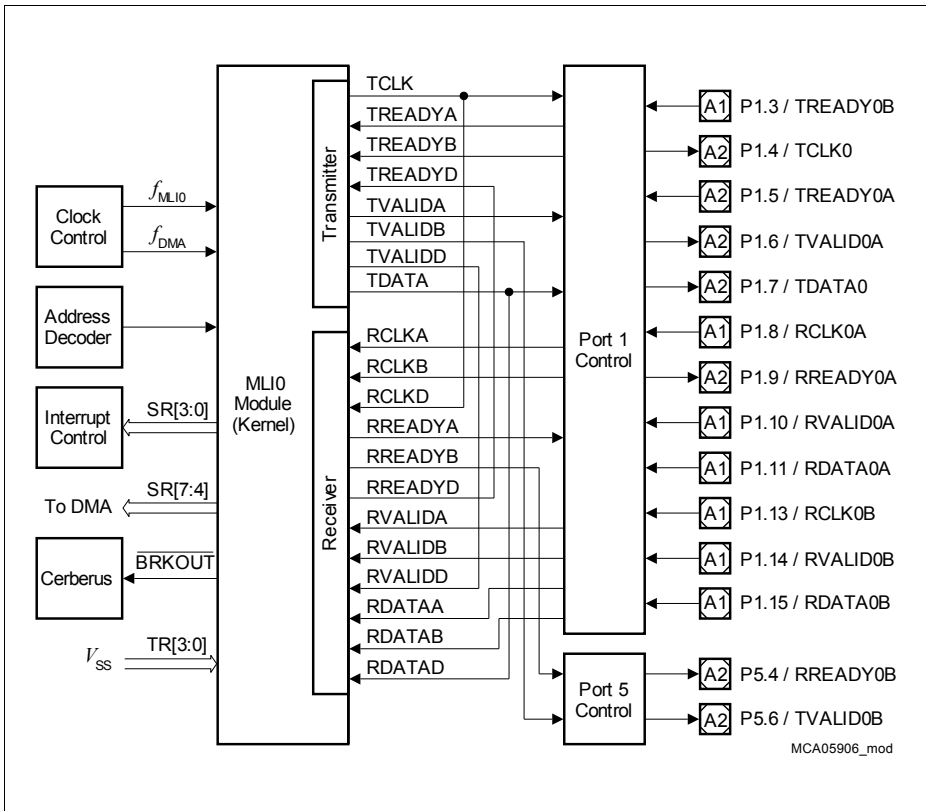 Clock
Control
f MLI0
f DMA
Address
Decoder
Interrupt
Control
SR[3:0]
To DMA
SR[7:4]
Cerberus
BRKOUT
VSS
TR[3:0]
MLI0
Module
(Kernel)
Transmitter
Receiver
TCLK
TREADYA
TREADYB
TREADYD
TVALIDA
TVALIDB
TVALIDD
TDATA
RCLKA
RCLKB
RCLKD
RREADYA
RREADYB
RREADYD
RVALIDA
RVALIDB
RVALIDD
RDATAA
RDATAB
RDATAD
Port 1
Control
Port 5
Control
A1 P1.3 / TREADY0B
A2 P1.4 / TCLK0
A2 P1.5 / TREADY0A
A2 P1.6 / TVALID0A
A2 P1.7 / TDATA0
A1 P1.8 / RCLK0A
A2 P1.9 / RREADY0A
A1 P1.10 / RVALID0A
A1 P1.11 / RDATA0A
A1 P1.13 / RCLK0B
A1 P1.14 / RVALID0B
A1 P1.15 / RDATA0B
A2 P5.4 / RREADY0B
A2 P5.6 / TVALID0B
MCA05906_mod